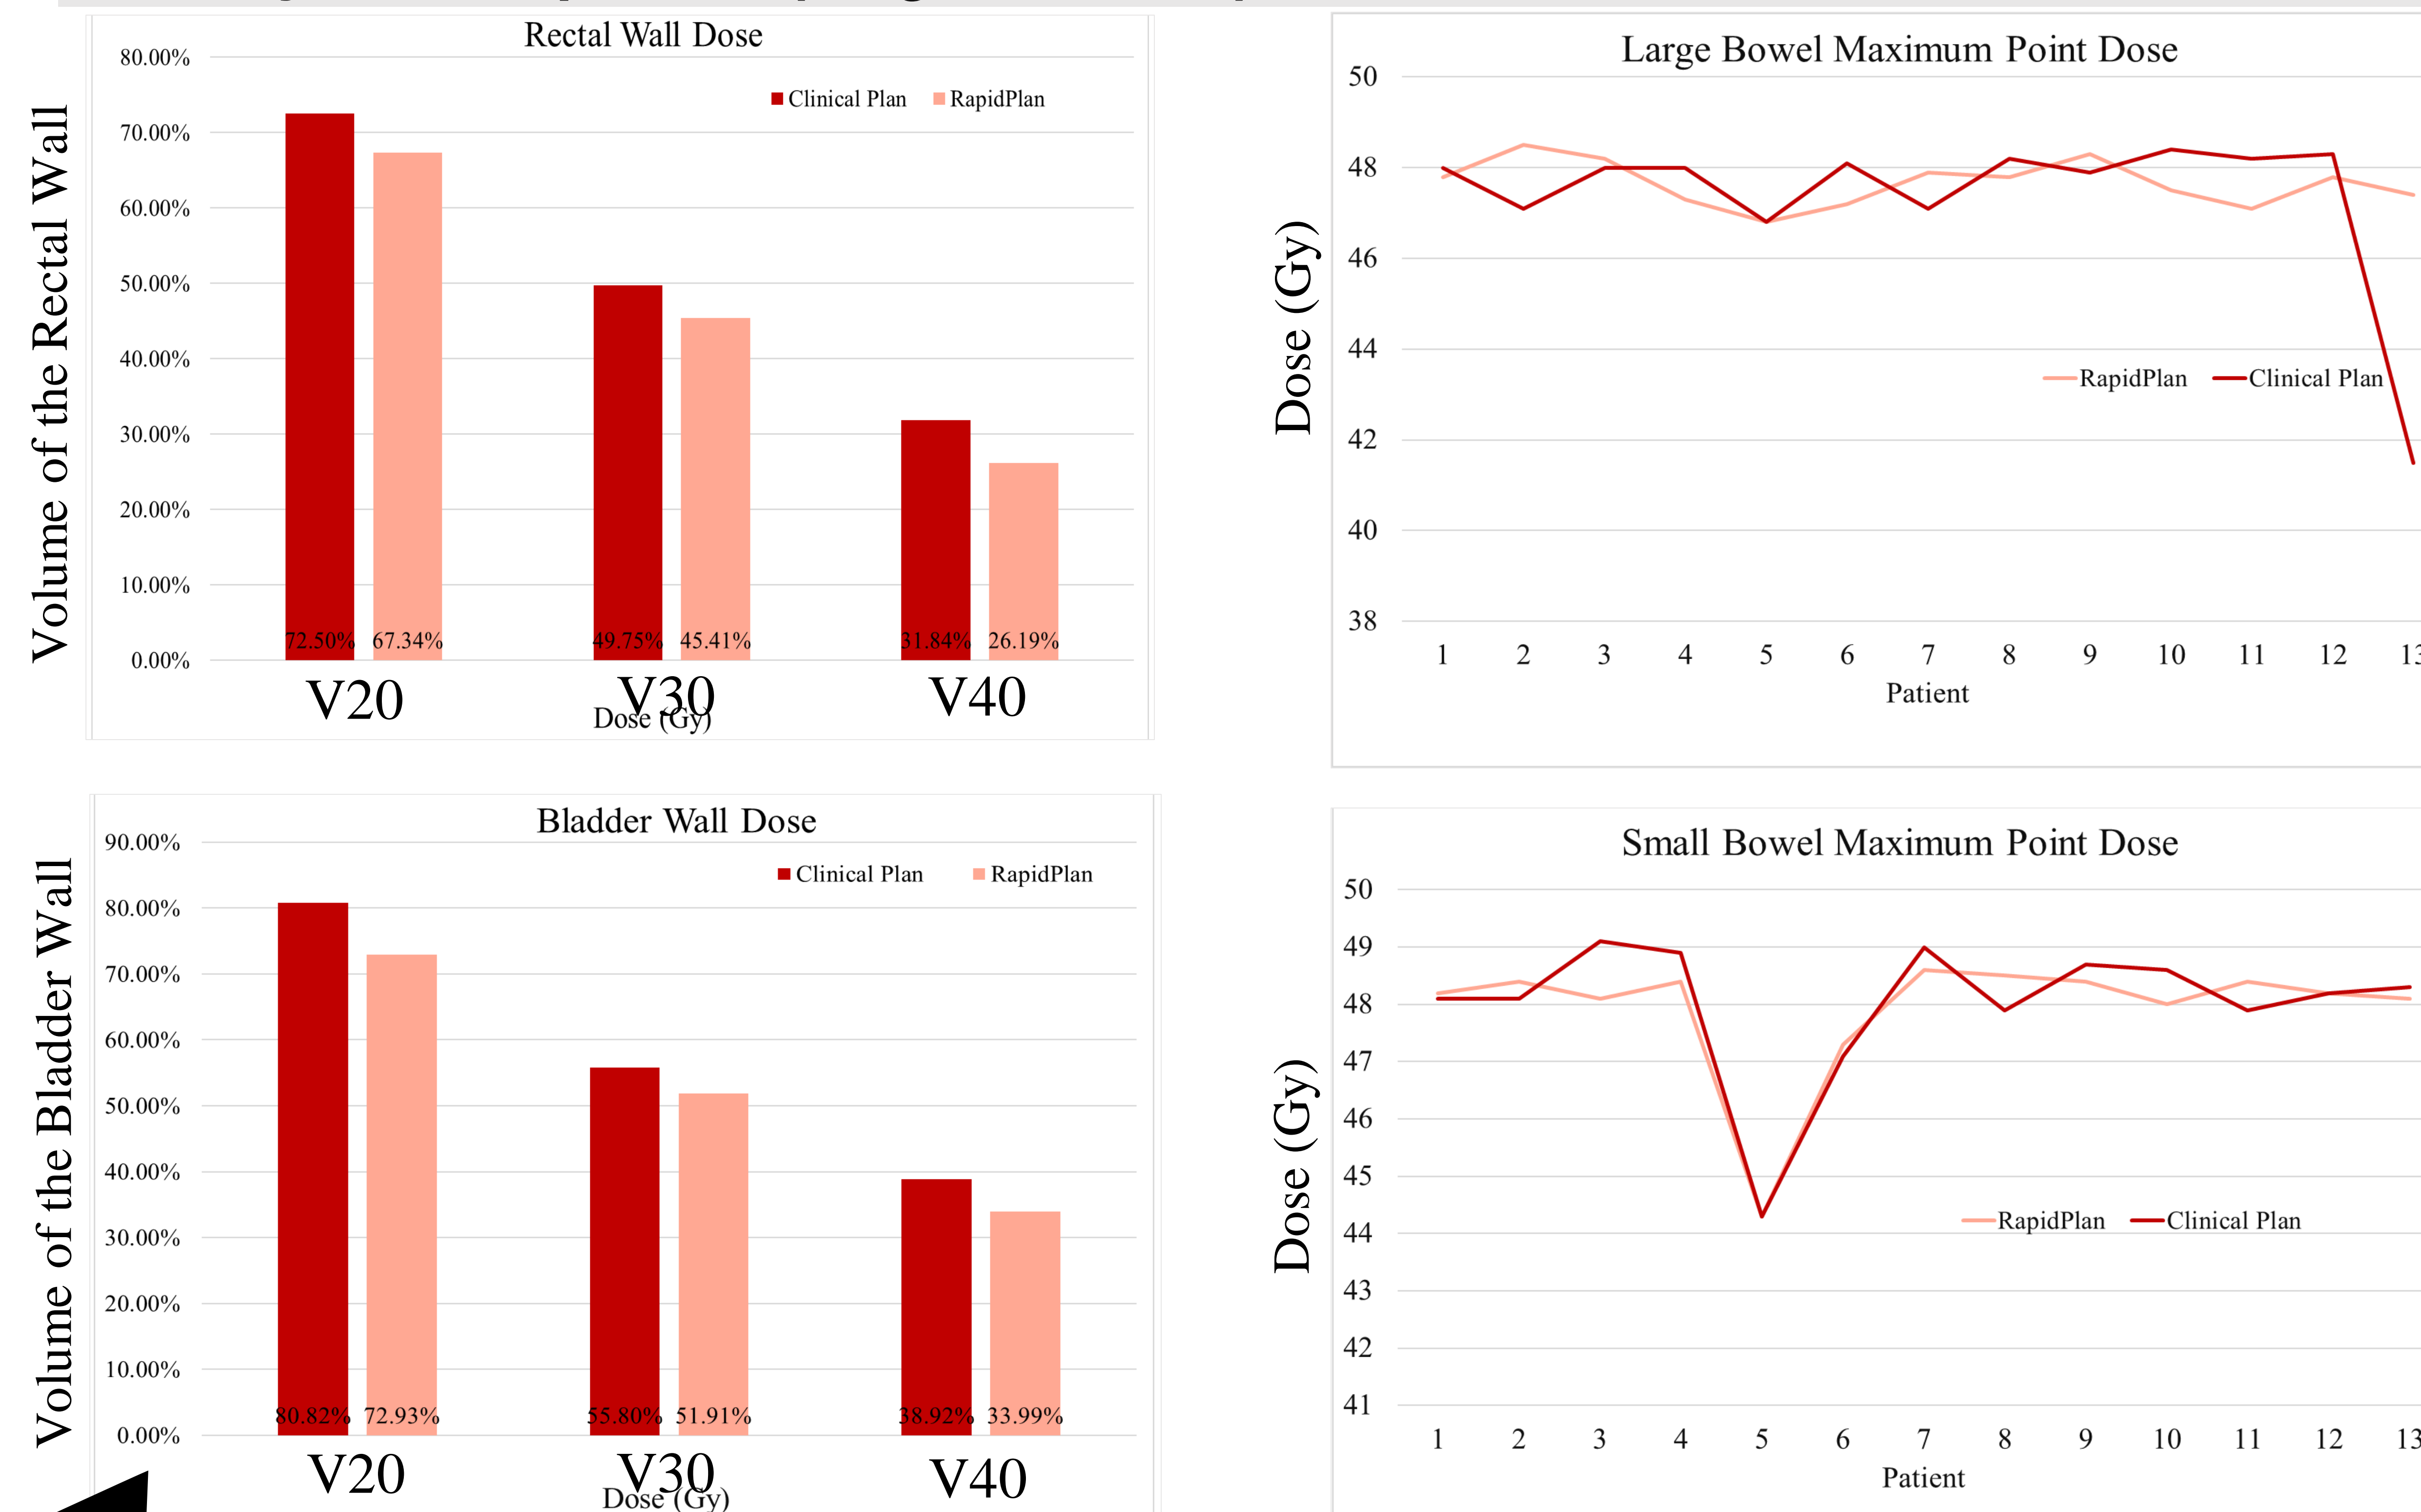 Rectal Wall Dose
Volume of the Rectal Wall
80.00%
70.00%
60.00%
50.00%
40.00%
30.00%
20.00%
10.00%
0.00%
Clinical Plan RapidPlan
72.50% 67.34% 49.75% 45.41% 31.84% 26.19%
V20 V30 V40
Dose (Gy)
Large Bowel Maximum Point Dose
Dose (Gy)
50
48
46
44
42
40
38
RapidPlan Clinical Plan
1 2 3 4 5 6 7 8 9 10 11 12 13
Patient
Bladder Wall Dose
Volume of the Bladder Wall
90.00%
80.00%
70.00%
60.00%
50.00%
40.00%
30.00%
20.00%
10.00%
0.00%
Clinical Plan RapidPlan
80.82% 72.93% 55.80% 51.91% 38.92% 33.99%
V20 V30 V40
Dose (Gy)
Small Bowel Maximum Point Dose
Dose (Gy)
50
49
48
47
46
45
44
43
42
41
RapidPlan Clinical Plan
1 2 3 4 5 6 7 8 9 10 11 12 13
Patient